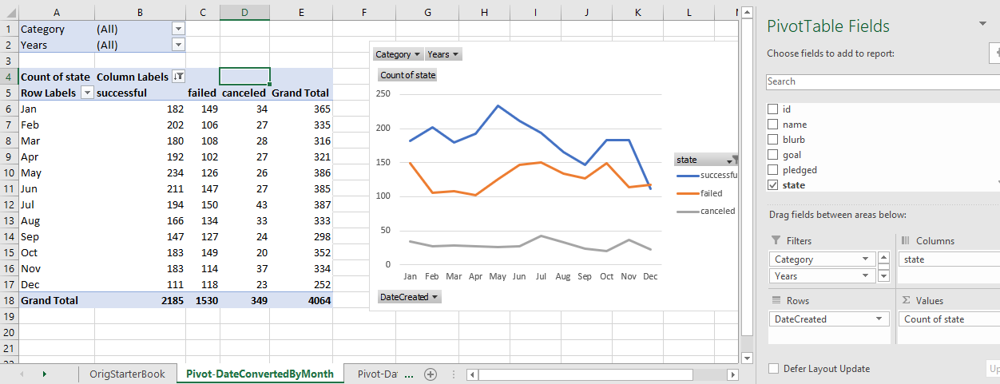 A B C D E F G H I J K L
1 Category (All)
2 Years (All)
3
4 Count of state Column Labels
5 Row Labels successful failed canceled Grand Total
6 Jan 182 149 34 365
7 Feb 202 106 27 335
8 Mar 180 108 28 316
9 Apr 192 102 27 321
10 May 234 126 26 386
11 Jun 211 147 27 385
12 Jul 194 150 43 387
13 Aug 166 134 33 333
14 Sep 147 127 24 298
15 Oct 183 149 20 352
16 Nov 183 114 37 334
17 Dec 111 118 23 252
18 Grand Total 2185 1530 349 4064
19
20
21
Category Years
Count of state
250
200
150
100
50
0
Jan Feb Mar Apr May Jun Jul Aug Sep Oct Nov Dec
DateCreated
state
successfu
failed
canceled
PivotTable Fields
Choose fields to add to report:
Search
id
name
blurb
goal
pledged
state
Drag fields between areas below:
Filters
Category
Years
Columns
state
Rows
DateCreated
Σ Values
Count of state
Defer Layout Update
Up
OrigStarterBook Pivot-DateConvertedByMonth Pivot-Da ...